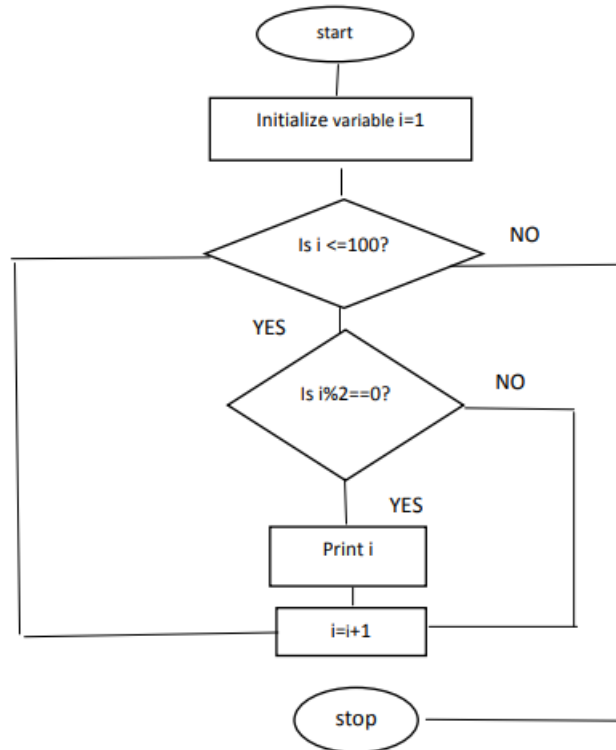 start
Initialize variable i=1
Is i <=100?
NO
YES
Is i%2==0?
NO
YES
Print i
i=i+1
stop